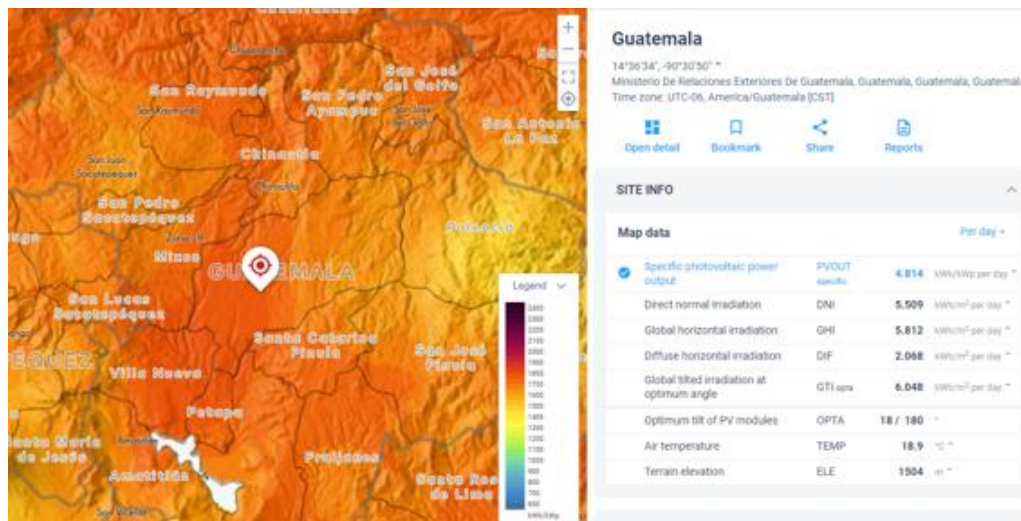 Guatemala
14°36'34", -90°30'50"
Ministerio De Relaciones Exteriores De Guatemala, Guatemala, Guatemala, Guatemal
Time zone: UTC-06, America/Guatemala [CST]
Open detail
Bookmark
Share
Reports
SITE INFO
Map data
Per day
Specific photovoltaic power output PVOUT specific 4.814 kWh/kWp per day
Direct normal irradiation DNI 5.509 kWh/m² per day
Global horizontal irradiation GHI 5.812 kWh/m² per day
Diffuse horizontal irradiation DIF 2.068 kWh/m² per day
Global tilted irradiation at optimum angle GTI opta 6.048 kWh/m² per day
Optimum tilt of PV modules OPTA 18 / 180 °
Air temperature TEMP 18.9 °C
Terrain elevation ELE 1504 m
San Raymundo
San José del Golfo
San Pedro Ayampuc
San Antonio La Paz
Chinautla
Chinautla
San Juan Sacatepéquez
San Pedro Sacatepéquez
Mixco
Palencia
GUATEMALA
San Lucas Sacatepéquez
Santa Catarina Pinula
San José Pinula
Villa Nueva
Petapa
Santa María de Jesús
Amatitlán
Fraijanes
Santa Ros
de Lima
Legend